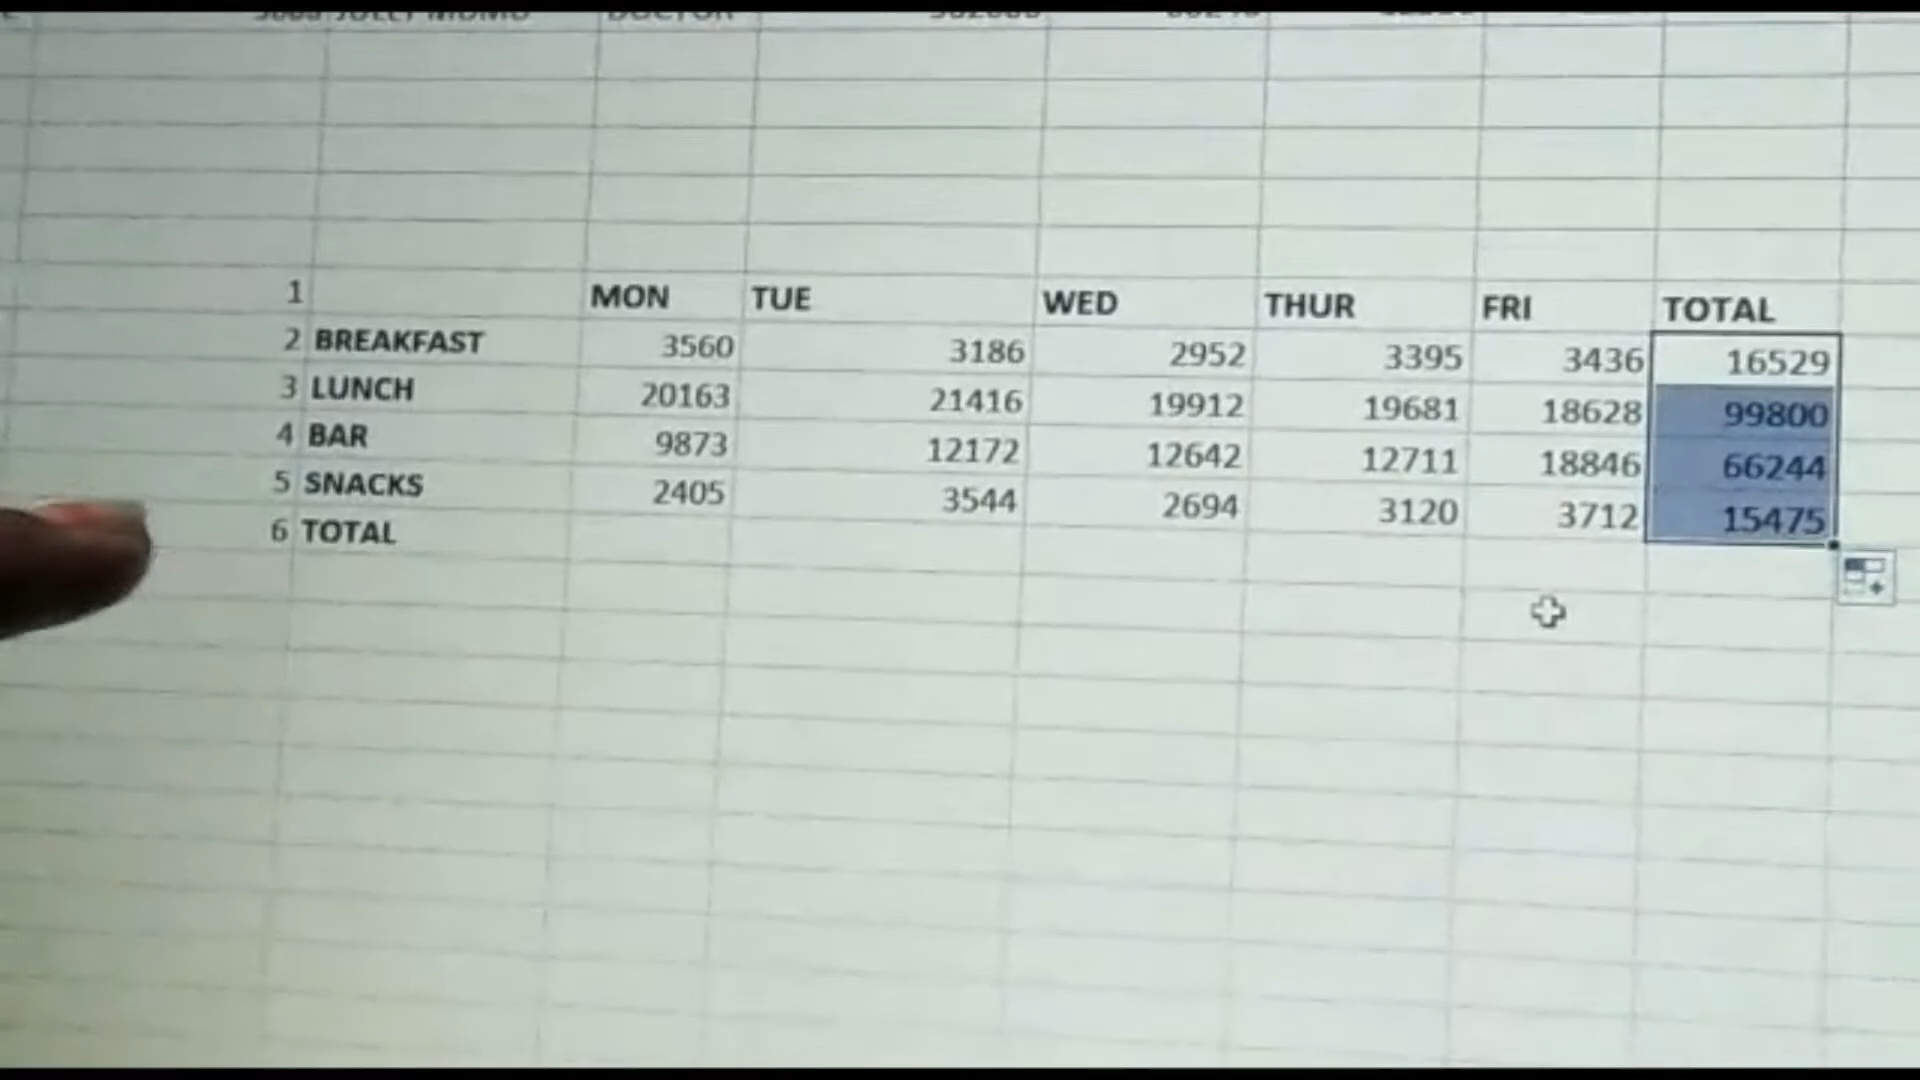 1 MON TUE WED THUR FRI TOTAL
2 BREAKFAST 3560 3186 2952 3395 3436 16529
3 LUNCH 20163 21416 19912 19681 18628 99800
4 BAR 9873 12172 12642 12711 18846 66244
5 SNACKS 2405 3544 2694 3120 3712 15475
6 TOTAL